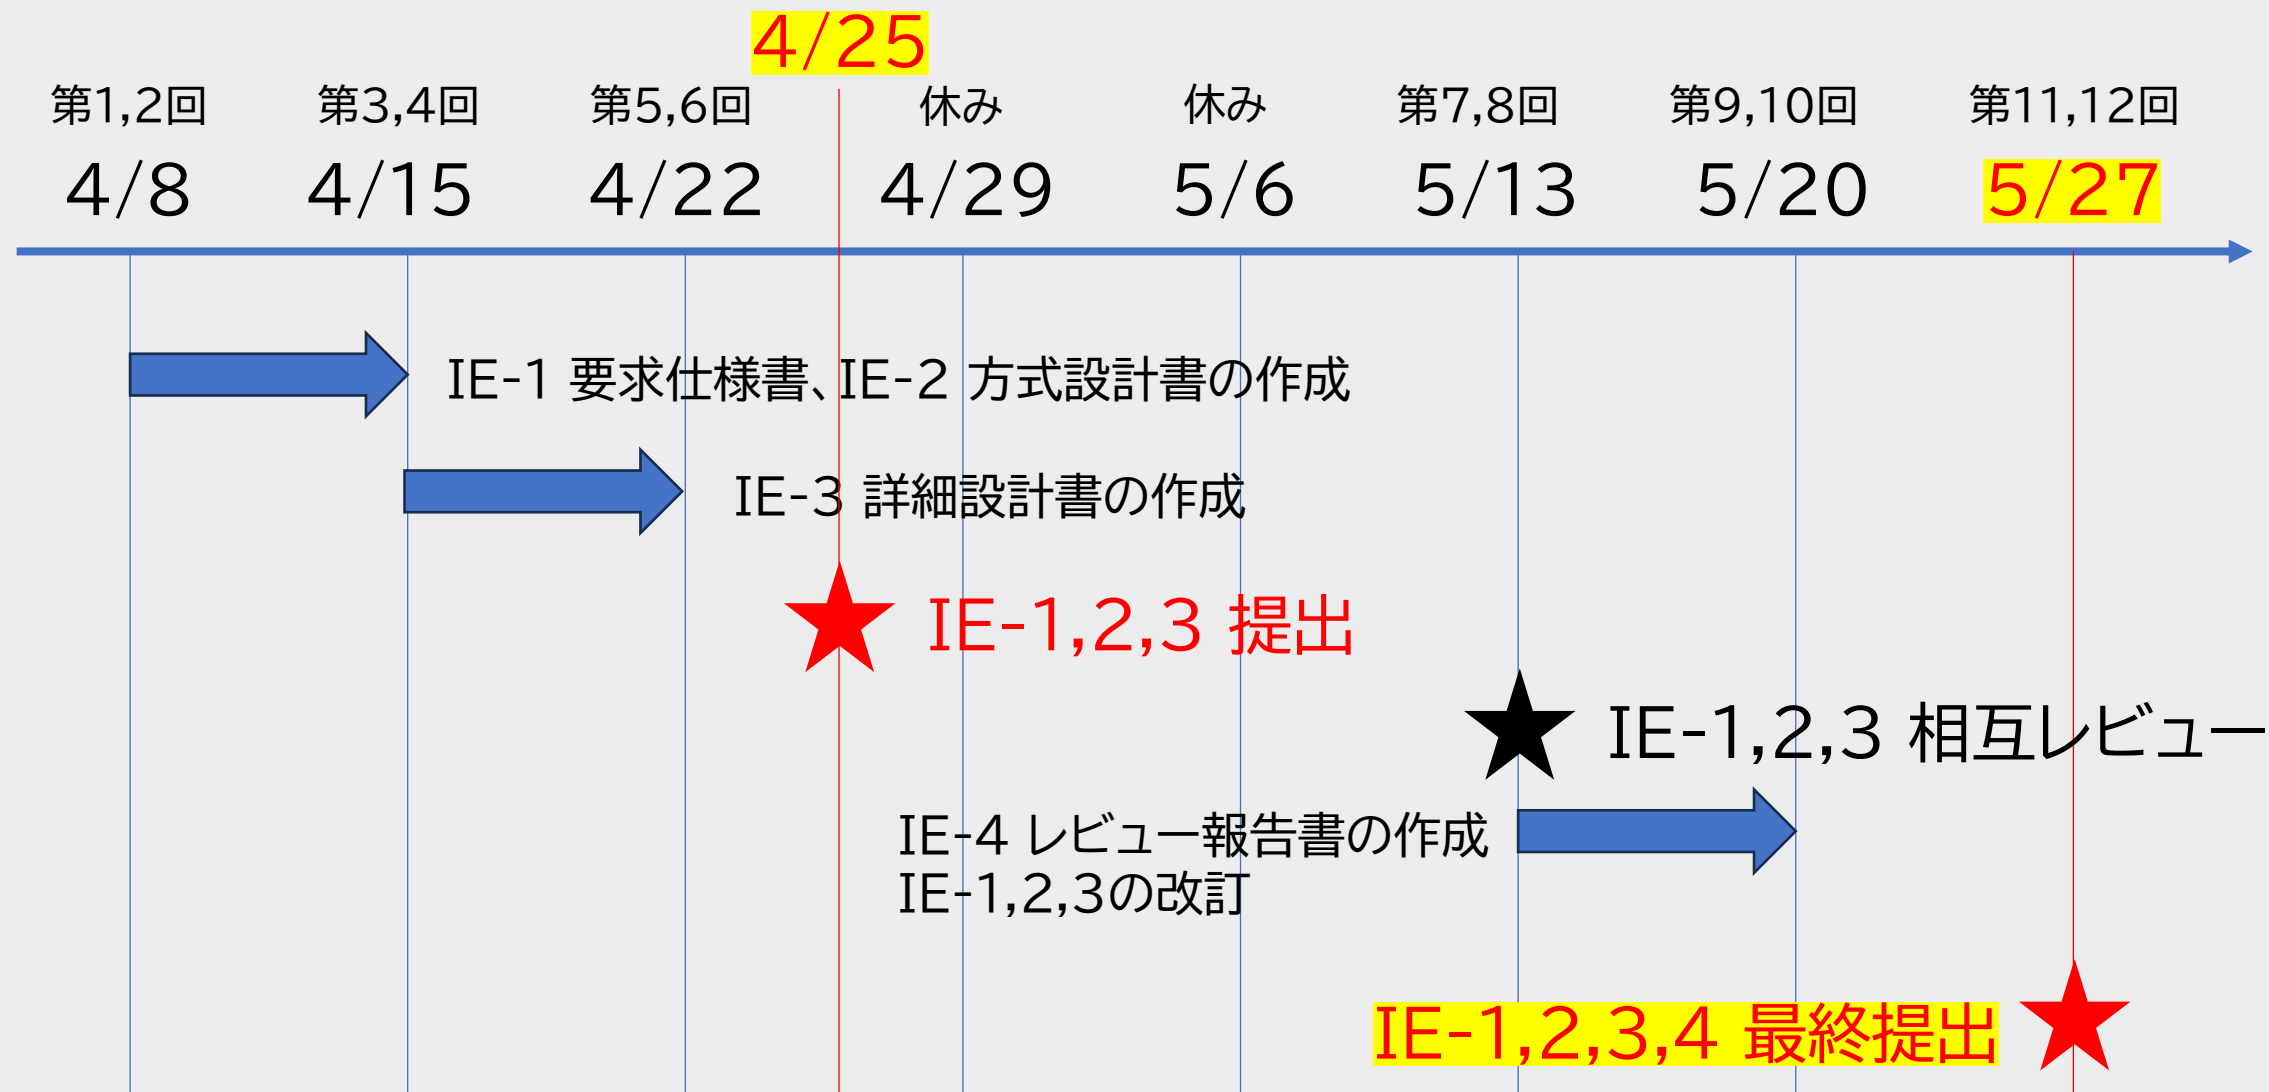 4/25
第1,2回
第3,4回
第5,6回
休み
休み
第7,8回
第9,10回
第11,12回
4/8
4/15
4/22
4/29
5/6
5/13
5/20
5/27
IE-1 要求仕様書、IE-2 方式設計書の作成
IE-3 詳細設計書の作成
IE-1,2,3 提出
IE-1,2,3 相互レビュー
IE-4 レビュー報告書の作成
IE-1,2,3の改訂
IE-1,2,3,4 最終提出